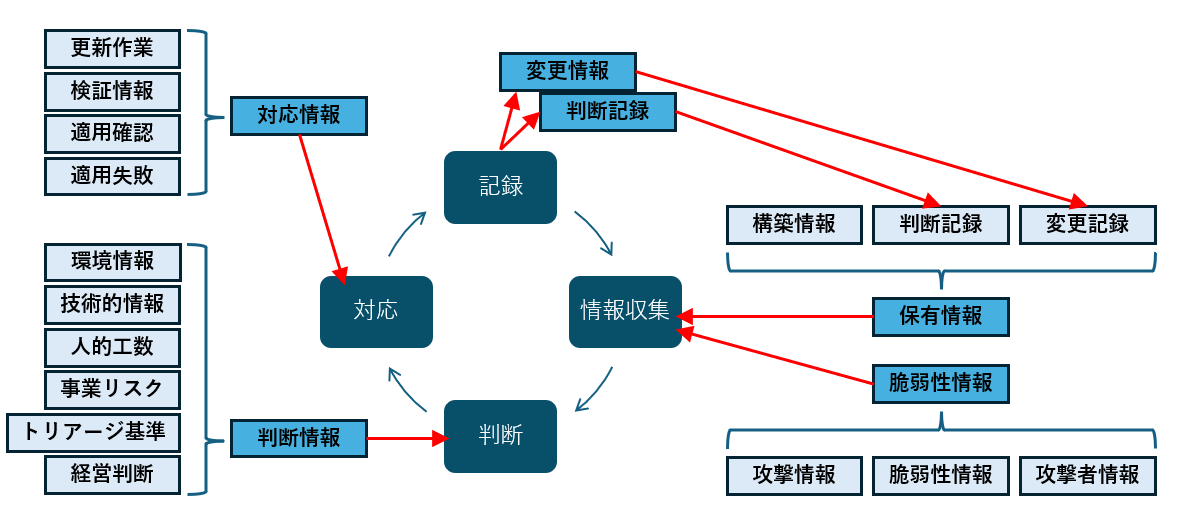 更新作業
検証情報
適用確認
適用失敗
対応情報
変更情報
判断記録
記録
構築情報
判断記録
変更記録
環境情報
技術的情報
人的工数
事業リスク
トリアージ基準
経営判断
判断情報
対応
情報収集
判断
保有情報
脆弱性情報
攻撃情報
脆弱性情報
攻撃者情報